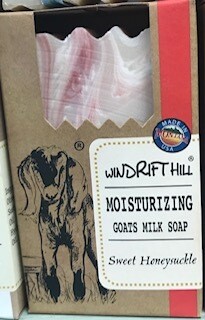 MADE IN
USA
®
WINDRIFT HILL®
MOISTURIZING
GOATS MILK SOAP
Sweet Honeysuckle